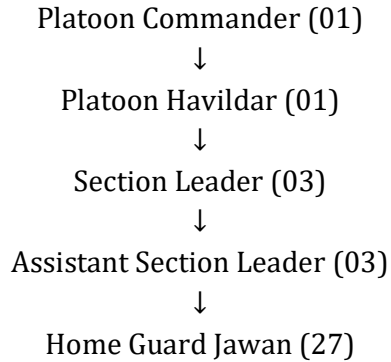 Platoon Commander (01)
↓
Platoon Havildar (01)
↓
Section Leader (03)
↓
Assistant Section Leader (03)
↓
Home Guard Jawan (27)